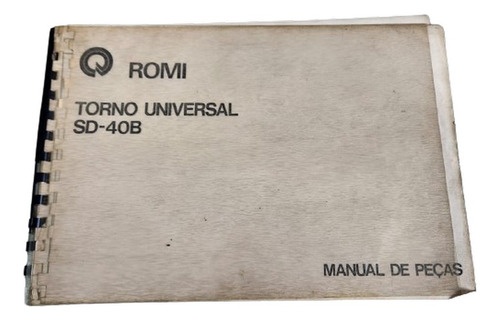 ROMI
TORNO UNIVERSAL
SD-40B
MANUAL DE PEÇAS